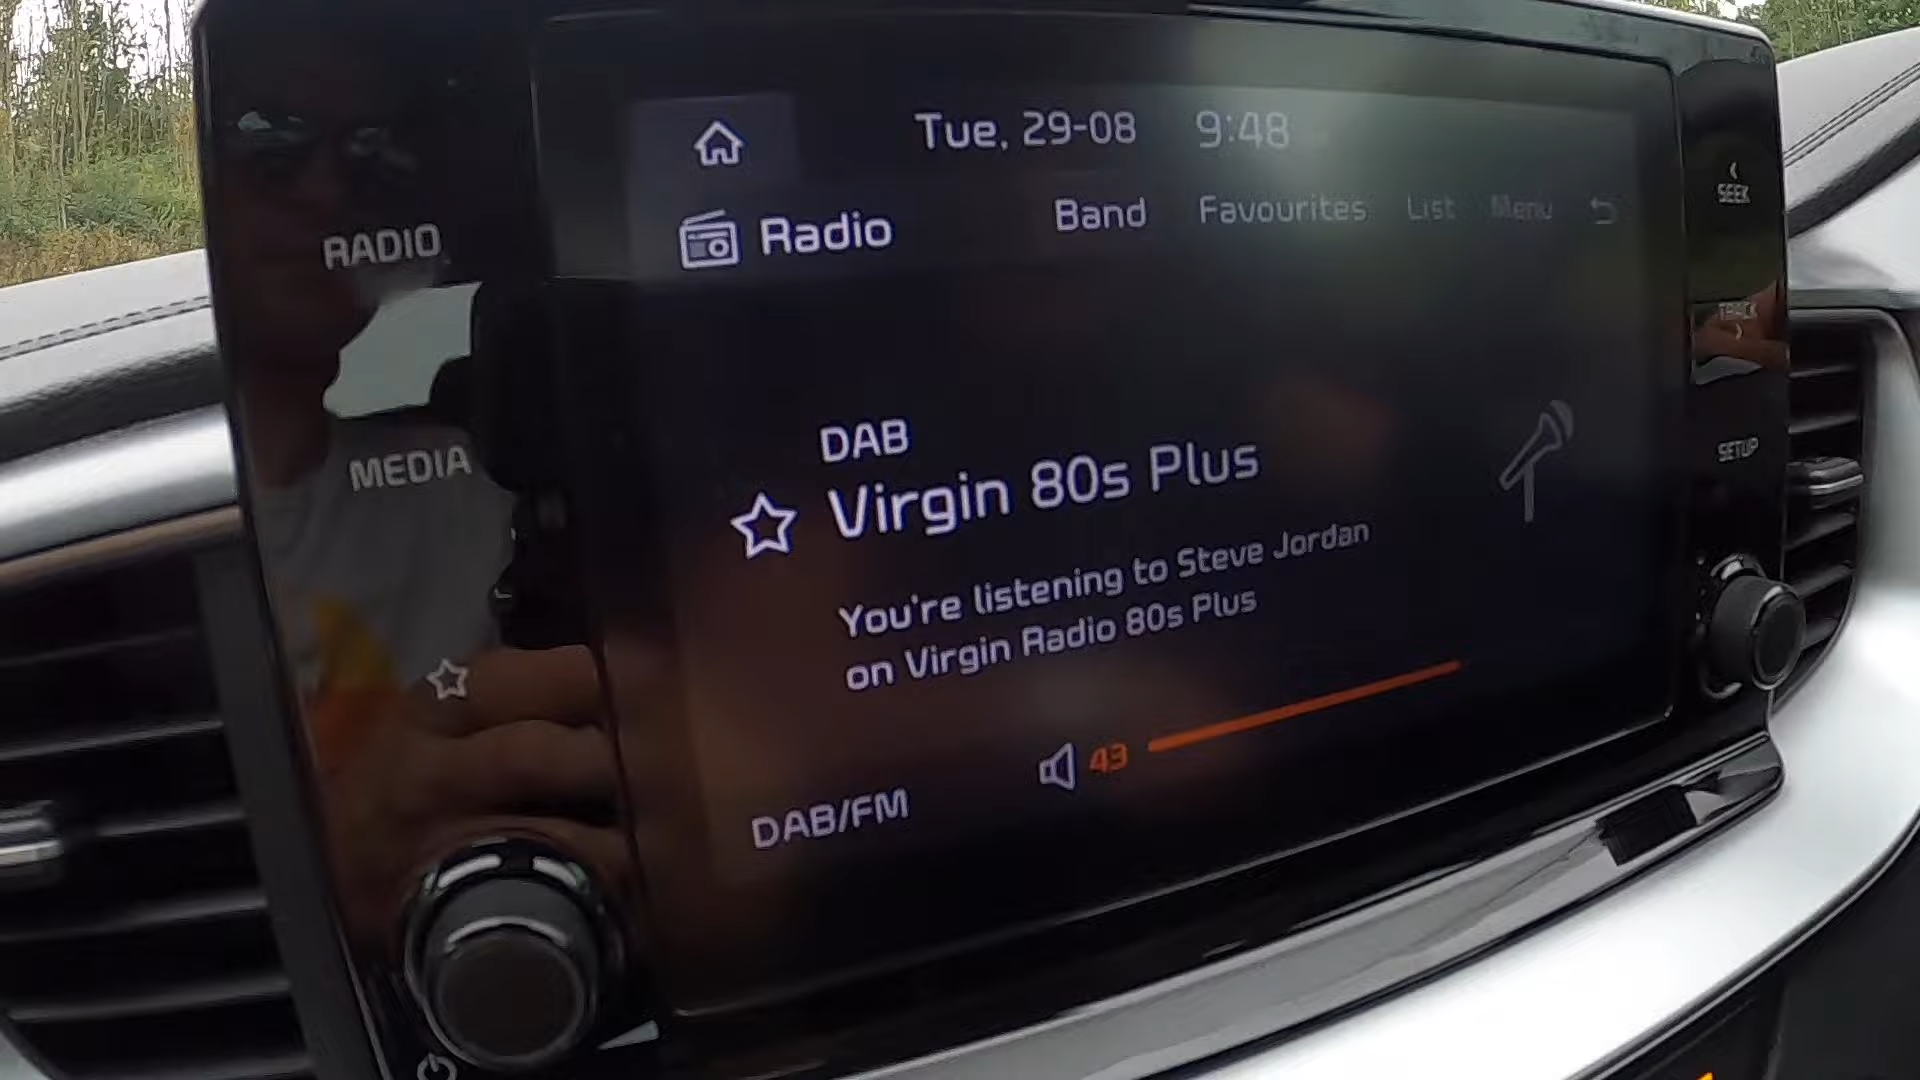 Tue, 29-08 9:48
SEEK
RADIO
Radio Band Favourites List Menu
TRACK
DAB
MEDIA
Virgin 80s Plus
SETUP
You're listening to Steve Jordan
on Virgin Radio 80s Plus
43
DAB/FM